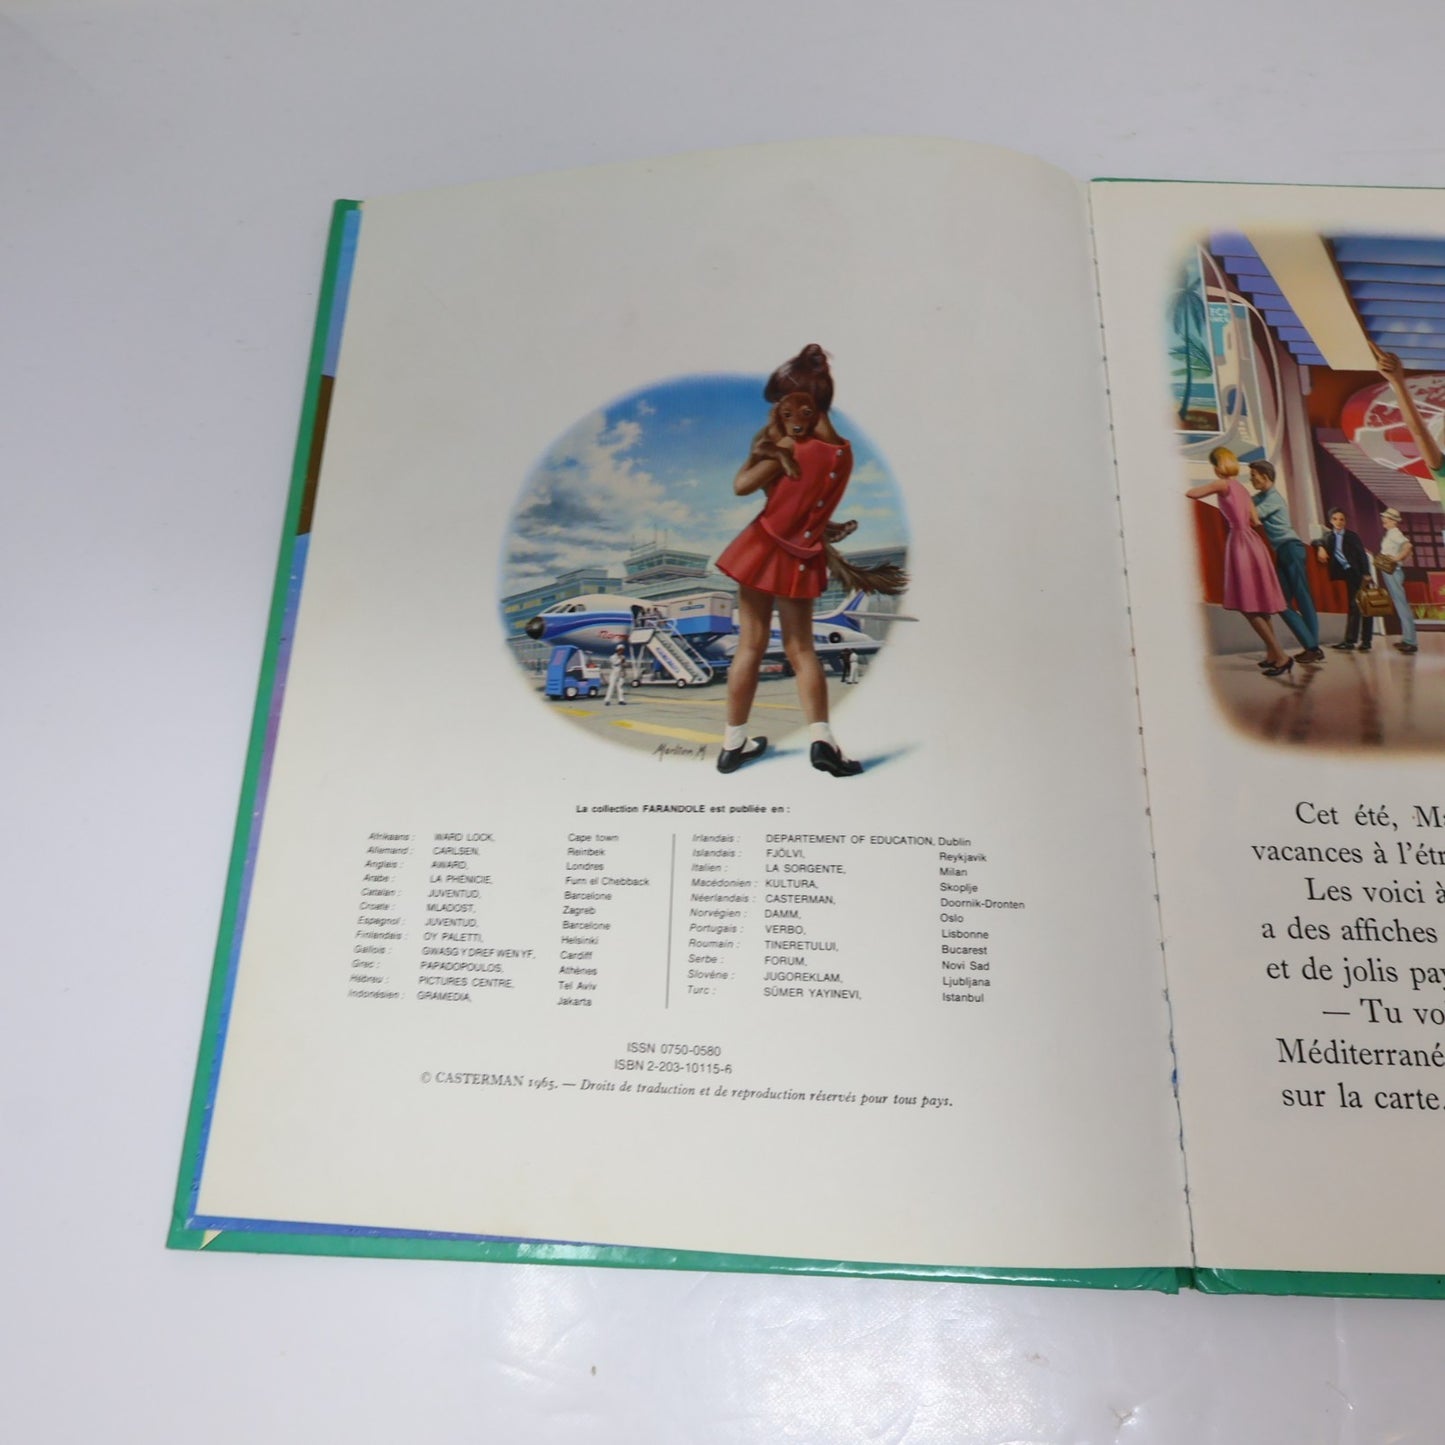 Marlier M
La collection FARANDOLE est publiée en :
Afrikaans : WARD LOCK, Cape town
Allemand : CARLSEN, Reinbek
Anglais : AWARD, Londres
Arabe : LA PHENICIE, Furn el Chebback
Catalan : JUVENTUD, Barcelone
Croate : MLADOST, Zagreb
Espagnol : JUVENTUD, Barcelone
Finlandais : OY PALETTI, Helsinki
Gallois : GWASG Y DREF WEN YF, Cardiff
Grec : PAPADOPOULOS, Athènes
Hébreu : PICTURES CENTRE, Tel Aviv
Indonésien : GRAMEDIA, Jakarta
Irlandais : DEPARTEMENT OF EDUCATION, Dublin
Islandais : FJÖLVI, Reykjavik
Italien : LA SORGENTE, Milan
Macédonien : KULTURA, Skoplje
Néerlandais : CASTERMAN, Doornik-Dronten
Norvégien : DAMM, Oslo
Portugais : VERBO, Lisbonne
Roumain : TINERETULUI, Bucarest
Serbe : FORUM, Novi Sad
Slovène : JUGOREKLAM, Ljubljana
Turc : SÜMER YAYINEVI, Istanbul
ISSN 0750-0580
ISBN 2-203-10115-6
© CASTERMAN 1965. — Droits de traduction et de reproduction réservés pour tous pays.
Cet été, M
vacances à l'étr
Les voici à
a des affiches
et de jolis pay
— Tu vo
Méditerrané
sur la carte.